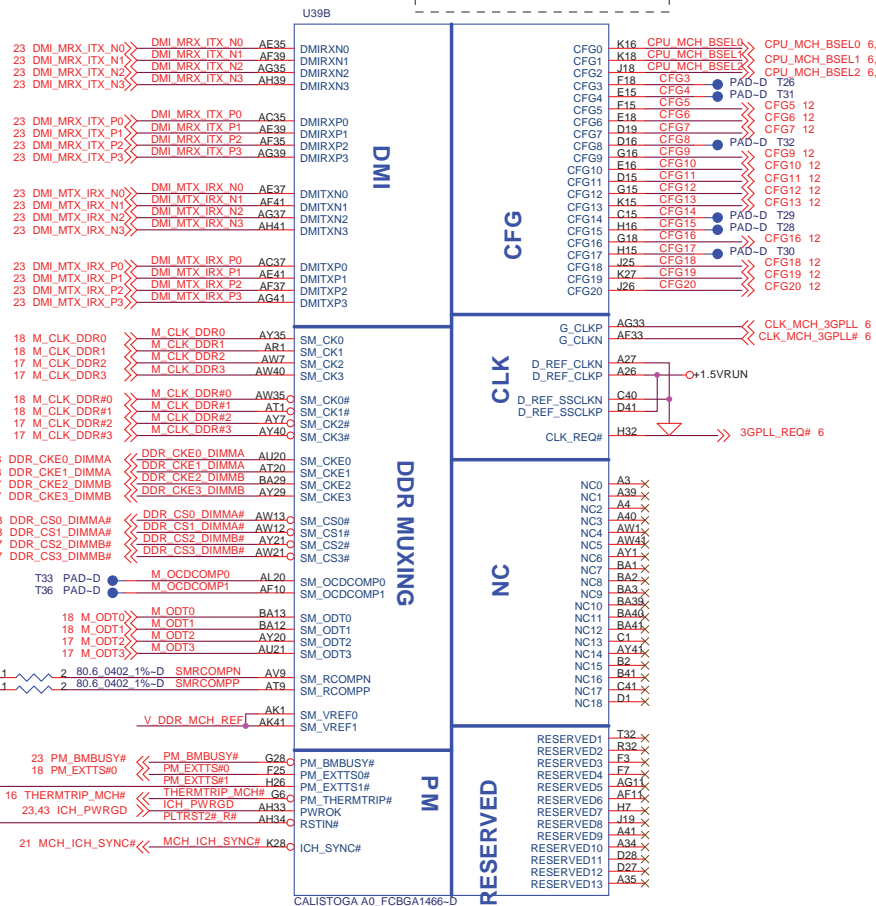 U39B
23 DMI_MRX_ITX_N0 DMI_MRX_ITX_N0 AE35 DMIRXN0
23 DMI_MRX_ITX_N1 DMI_MRX_ITX_N1 AF39 DMIRXN1
23 DMI_MRX_ITX_N2 DMI_MRX_ITX_N2 AG35 DMIRXN2
23 DMI_MRX_ITX_N3 DMI_MRX_ITX_N3 AH39 DMIRXN3
23 DMI_MRX_ITX_P0 DMI_MRX_ITX_P0 AC35 DMIRXP0
23 DMI_MRX_ITX_P1 DMI_MRX_ITX_P1 AE39 DMIRXP1
23 DMI_MRX_ITX_P2 DMI_MRX_ITX_P2 AF35 DMIRXP2
23 DMI_MRX_ITX_P3 DMI_MRX_ITX_P3 AG39 DMIRXP3
23 DMI_MTX_IRX_N0 DMI_MTX_IRX_N0 AE37 DMITXN0
23 DMI_MTX_IRX_N1 DMI_MTX_IRX_N1 AF41 DMITXN1
23 DMI_MTX_IRX_N2 DMI_MTX_IRX_N2 AG37 DMITXN2
23 DMI_MTX_IRX_N3 DMI_MTX_IRX_N3 AH41 DMITXN3
23 DMI_MTX_IRX_P0 DMI_MTX_IRX_P0 AC37 DMITXP0
23 DMI_MTX_IRX_P1 DMI_MTX_IRX_P1 AE41 DMITXP1
23 DMI_MTX_IRX_P2 DMI_MTX_IRX_P2 AF37 DMITXP2
23 DMI_MTX_IRX_P3 DMI_MTX_IRX_P3 AG41 DMITXP3
DMI
18 M_CLK_DDR0 M_CLK_DDR0 AY35 SM_CK0
18 M_CLK_DDR1 M_CLK_DDR1 AR1 SM_CK1
17 M_CLK_DDR2 M_CLK_DDR2 AW7 SM_CK2
17 M_CLK_DDR3 M_CLK_DDR3 AW40 SM_CK3
18 M_CLK_DDR#0 M_CLK_DDR#0 AW35 SM_CK0#
18 M_CLK_DDR#1 M_CLK_DDR#1 AT1 SM_CK1#
17 M_CLK_DDR#2 M_CLK_DDR#2 AY7 SM_CK2#
17 M_CLK_DDR#3 M_CLK_DDR#3 AY40 SM_CK3#
DDR_CKE0_DIMMA DDR_CKE0_DIMMA AU20 SM_CKE0
DDR_CKE1_DIMMA DDR_CKE1_DIMMA AT20 SM_CKE1
DDR_CKE2_DIMMB DDR_CKE2_DIMMB BA29 SM_CKE2
DDR_CKE3_DIMMB DDR_CKE3_DIMMB AY29 SM_CKE3
DDR_CS0_DIMMA# DDR_CS0_DIMMA# AW13 SM_CS0#
DDR_CS1_DIMMA# DDR_CS1_DIMMA# AW12 SM_CS1#
DDR_CS2_DIMMB# DDR_CS2_DIMMB# AY21 SM_CS2#
DDR_CS3_DIMMB# DDR_CS3_DIMMB# AW21 SM_CS3#
T33 PAD~D M_OCDCOMP0 AL20 SM_OCDCOMP0
T36 PAD~D M_OCDCOMP1 AF10 SM_OCDCOMP1
18 M_ODT0 M_ODT0 BA13 SM_ODT0
18 M_ODT1 M_ODT1 BA12 SM_ODT1
17 M_ODT2 M_ODT2 AY20 SM_ODT2
17 M_ODT3 M_ODT3 AU21 SM_ODT3
1 2 80.6_0402_1%~D SMRCOMPN AV9 SM_RCOMPN
1 2 80.6_0402_1%~D SMRCOMPP AT9 SM_RCOMPP
AK1 SM_VREF0
V_DDR_MCH_REF AK41 SM_VREF1
DDR MUXING
23 PM_BMBUSY# PM_BMBUSY# G28 PM_BMBUSY#
18 PM_EXTTS#0 PM_EXTTS#0 F25 PM_EXTTS0#
PM_EXTTS#1 H26 PM_EXTTS1#
16 THERMTRIP_MCH# THERMTRIP_MCH# G6 PM_THERMTRIP#
23,43 ICH_PWRGD ICH_PWRGD AH33 PWROK
PLTRST2#_R# AH34 RSTIN#
21 MCH_ICH_SYNC# MCH_ICH_SYNC# K28 ICH_SYNC#
PM
CFG0 K16 CPU_MCH_BSEL0 CPU_MCH_BSEL0 6,
CFG1 K18 CPU_MCH_BSEL1 CPU_MCH_BSEL1 6,
CFG2 J18 CPU_MCH_BSEL2 CPU_MCH_BSEL2 6,
CFG3 F18 CFG3 PAD~D T26
CFG4 E15 CFG4 PAD~D T31
CFG5 F15 CFG5 CFG5 12
CFG6 E18 CFG6 CFG6 12
CFG7 D19 CFG7 CFG7 12
CFG8 D16 CFG8 PAD~D T32
CFG9 G16 CFG9 CFG9 12
CFG10 E16 CFG10 CFG10 12
CFG11 D15 CFG11 CFG11 12
CFG12 G15 CFG12 CFG12 12
CFG13 K15 CFG13 CFG13 12
CFG14 C15 CFG14 PAD~D T29
CFG15 H16 CFG15 PAD~D T28
CFG16 G18 CFG16 CFG16 12
CFG17 H15 CFG17 PAD~D T30
CFG18 J25 CFG18 CFG18 12
CFG19 K27 CFG19 CFG19 12
CFG20 J26 CFG20 CFG20 12
CFG
G_CLKP AG33 CLK_MCH_3GPLL 6
G_CLKN AF33 CLK_MCH_3GPLL# 6
D_REF_CLKN A27
D_REF_CLKP A26 +1.5VRUN
D_REF_SSCLKN C40
D_REF_SSCLKP D41
CLK_REQ# H32 3GPLL_REQ# 6
CLK
NC0 A3
NC1 A39
NC2 A4
NC3 A40
NC4 AW1
NC5 AW41
NC6 AY1
NC7 BA1
NC8 BA2
NC9 BA3
NC10 BA39
NC11 BA40
NC12 BA41
NC13 C1
NC14 AY41
NC15 B2
NC16 B41
NC17 C41
NC18 D1
NC
RESERVED1 T32
RESERVED2 R32
RESERVED3 F3
RESERVED4 F7
RESERVED5 AG11
RESERVED6 AF11
RESERVED7 H7
RESERVED8 J19
RESERVED9 A41
RESERVED10 A34
RESERVED11 D28
RESERVED12 D27
RESERVED13 A35
RESERVED
CALISTOGA A0_FCBGA1466~D